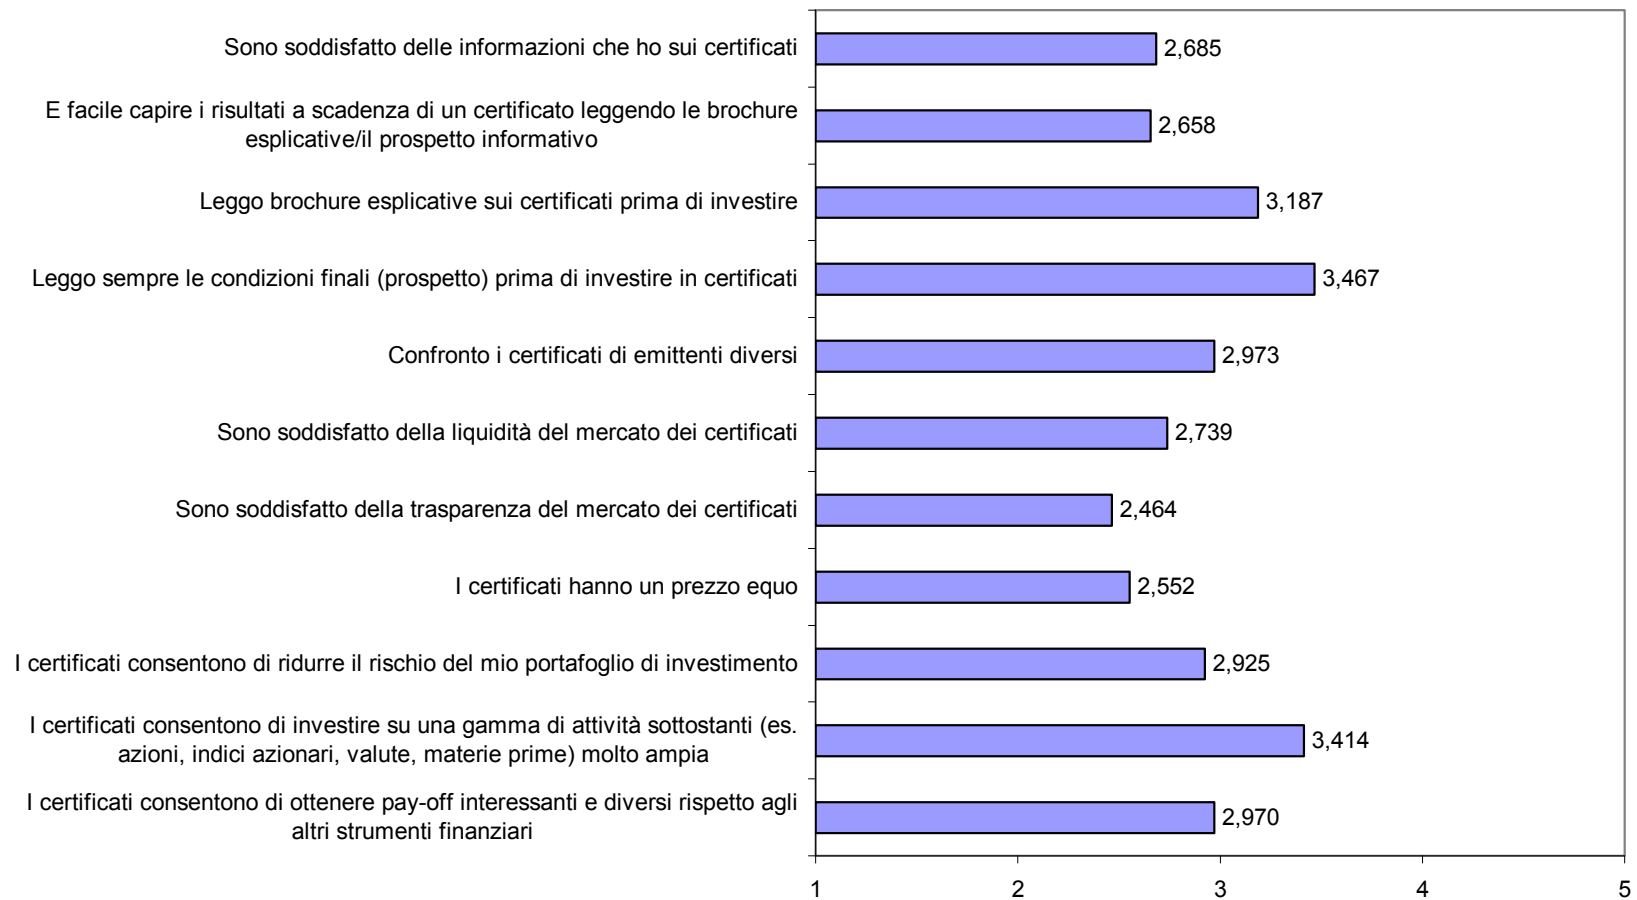 Sono soddisfatto delle informazioni che ho sui certificati
2,685
E facile capire i risultati a scadenza di un certificato leggendo le brochure
esplicative/il prospetto informativo
2,658
Leggo brochure esplicative sui certificati prima di investire
3,187
Leggo sempre le condizioni finali (prospetto) prima di investire in certificati
3,467
Confronto i certificati di emittenti diversi
2,973
Sono soddisfatto della liquidità del mercato dei certificati
2,739
Sono soddisfatto della trasparenza del mercato dei certificati
2,464
I certificati hanno un prezzo equo
2,552
I certificati consentono di ridurre il rischio del mio portafoglio di investimento
2,925
I certificati consentono di investire su una gamma di attività sottostanti (es.
azioni, indici azionari, valute, materie prime) molto ampia
3,414
I certificati consentono di ottenere pay-off interessanti e diversi rispetto agli
altri strumenti finanziari
2,970
1 2 3 4 5